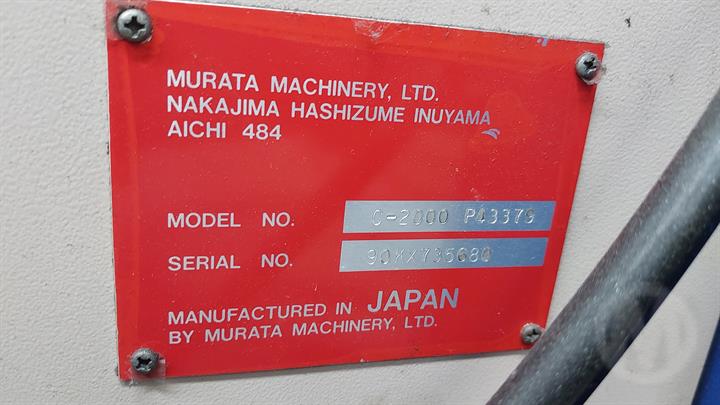 MURATA MACHINERY, LTD.
NAKAJIMA HASHIZUME INUYAMA
AICHI 484
MODEL NO. C-2000 P43379
SERIAL NO.
MANUFACTURED IN JAPAN
BY MURATA MACHINERY, LTD.